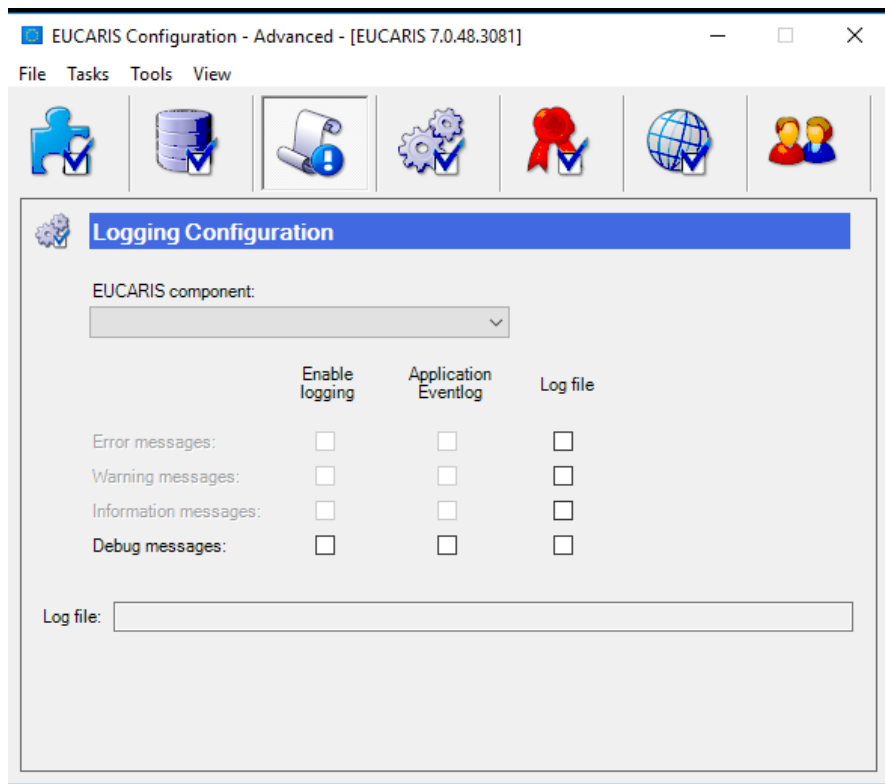 EUCARIS Configuration - Advanced - [EUCARIS 7.0.48.3081]
File Tasks Tools View
Logging Configuration
EUCARIS component:
Enable logging
Application Eventlog
Log file
Error messages:
Warning messages:
Information messages:
Debug messages:
Log file: